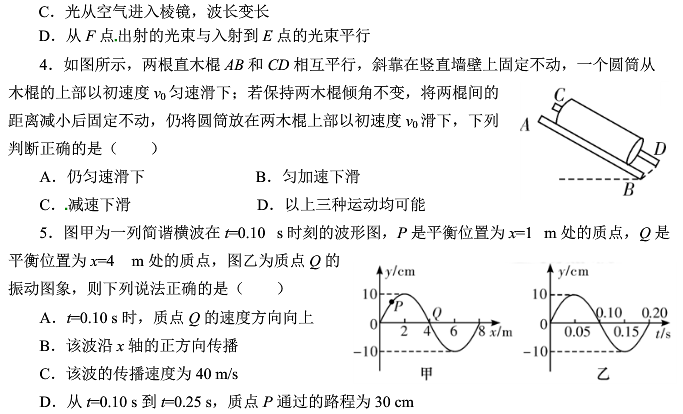 C．光从空气进入棱镜，波长变长
D．从 F 点出射的光束与入射到 E 点的光束平行
4．如图所示，两根直木棍 AB 和 CD 相互平行，斜靠在竖直墙壁上固定不动，一个圆筒从
木棍的上部以初速度 v₀ 匀速滑下；若保持两木棍倾角不变，将两棍间的
距离减小后固定不动，仍将圆筒放在两木棍上部以初速度 v₀ 滑下，下列
判断正确的是（　　）
A．仍匀速滑下　　B．匀加速下滑
C．减速下滑　　D．以上三种运动均可能
C
A
D
B
5．图甲为一列简谐横波在 t=0.10 s 时刻的波形图，P 是平衡位置为 x=1 m 处的质点，Q 是
平衡位置为 x=4 m 处的质点，图乙为质点 Q 的
振动图象，则下列说法正确的是（　　）
A．t=0.10 s 时，质点 Q 的速度方向向上
B．该波沿 x 轴的正方向传播
C．该波的传播速度为 40 m/s
D．从 t=0.10 s 到 t=0.25 s，质点 P 通过的路程为 30 cm
y/cm
10
P
Q
0
2 4 6 8 x/m
-10
甲
y/cm
10
0.10 0.20
0
0.05 0.15 t/s
-10
乙